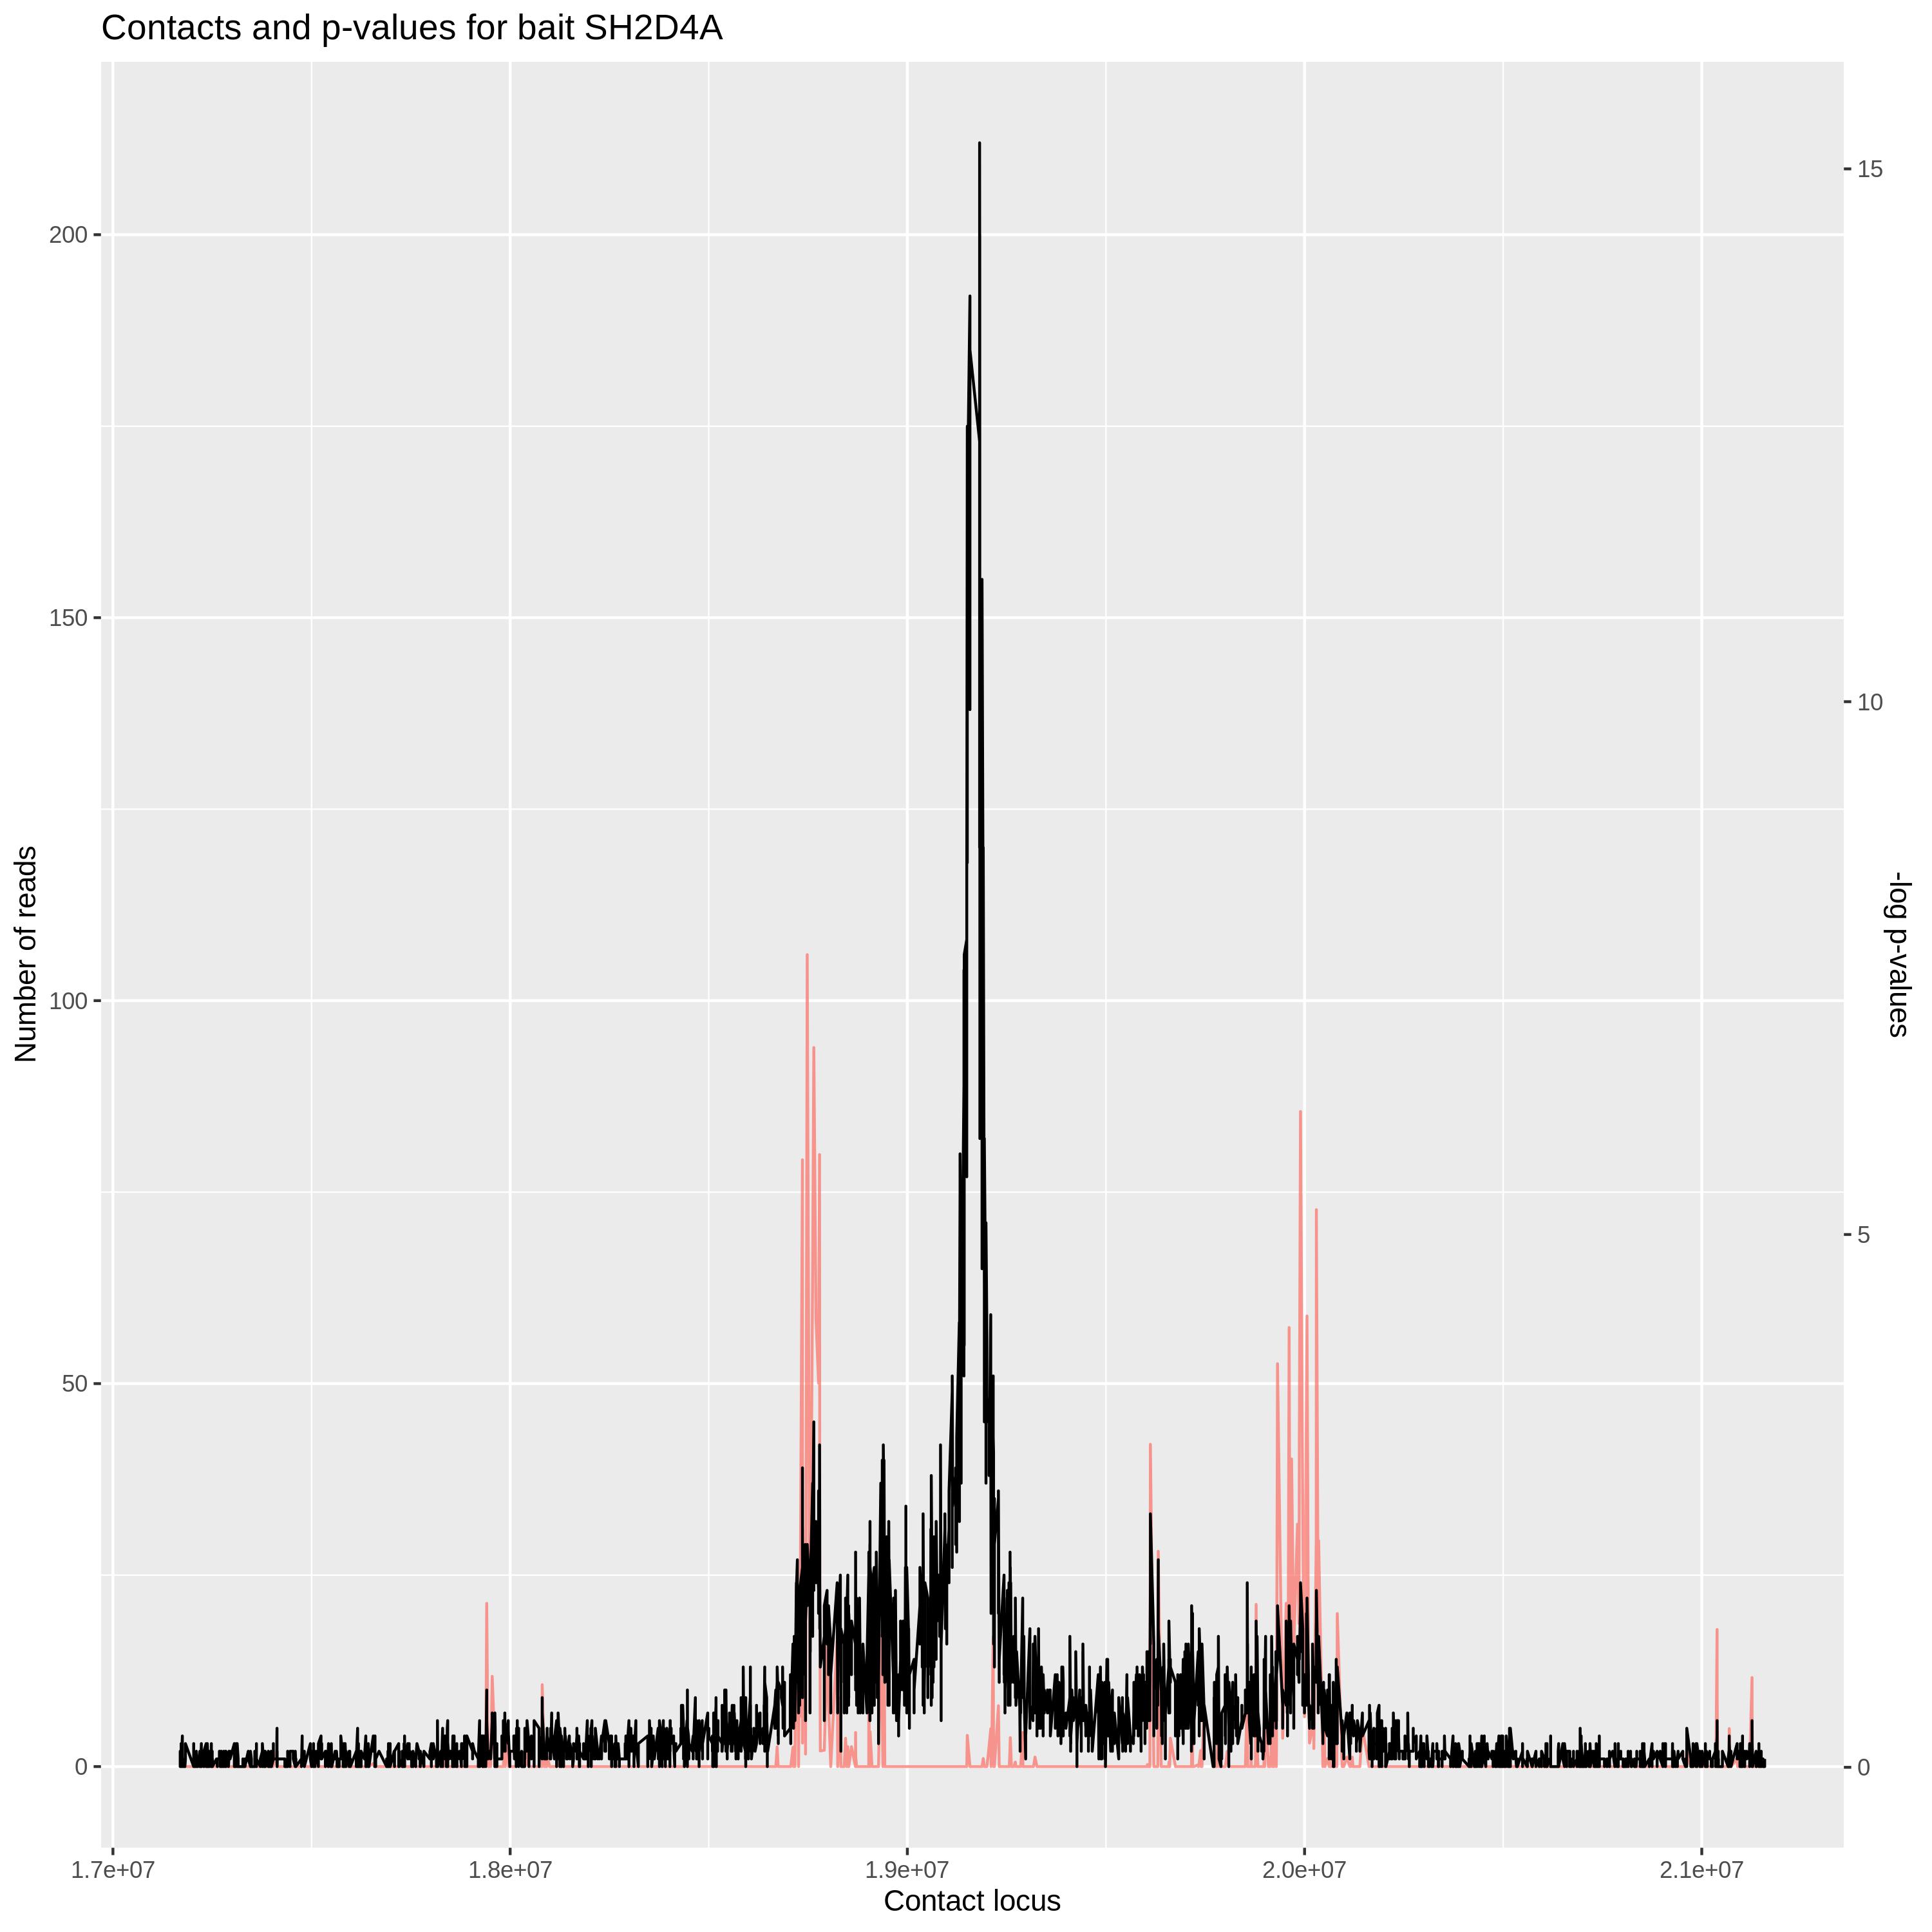 Contacts and p-values for bait SH2D4A
200
150
100
50
0
15
10
5
0
Number of reads
-log p-values
1.7e+07
1.8e+07
1.9e+07
2.0e+07
2.1e+07
Contact locus